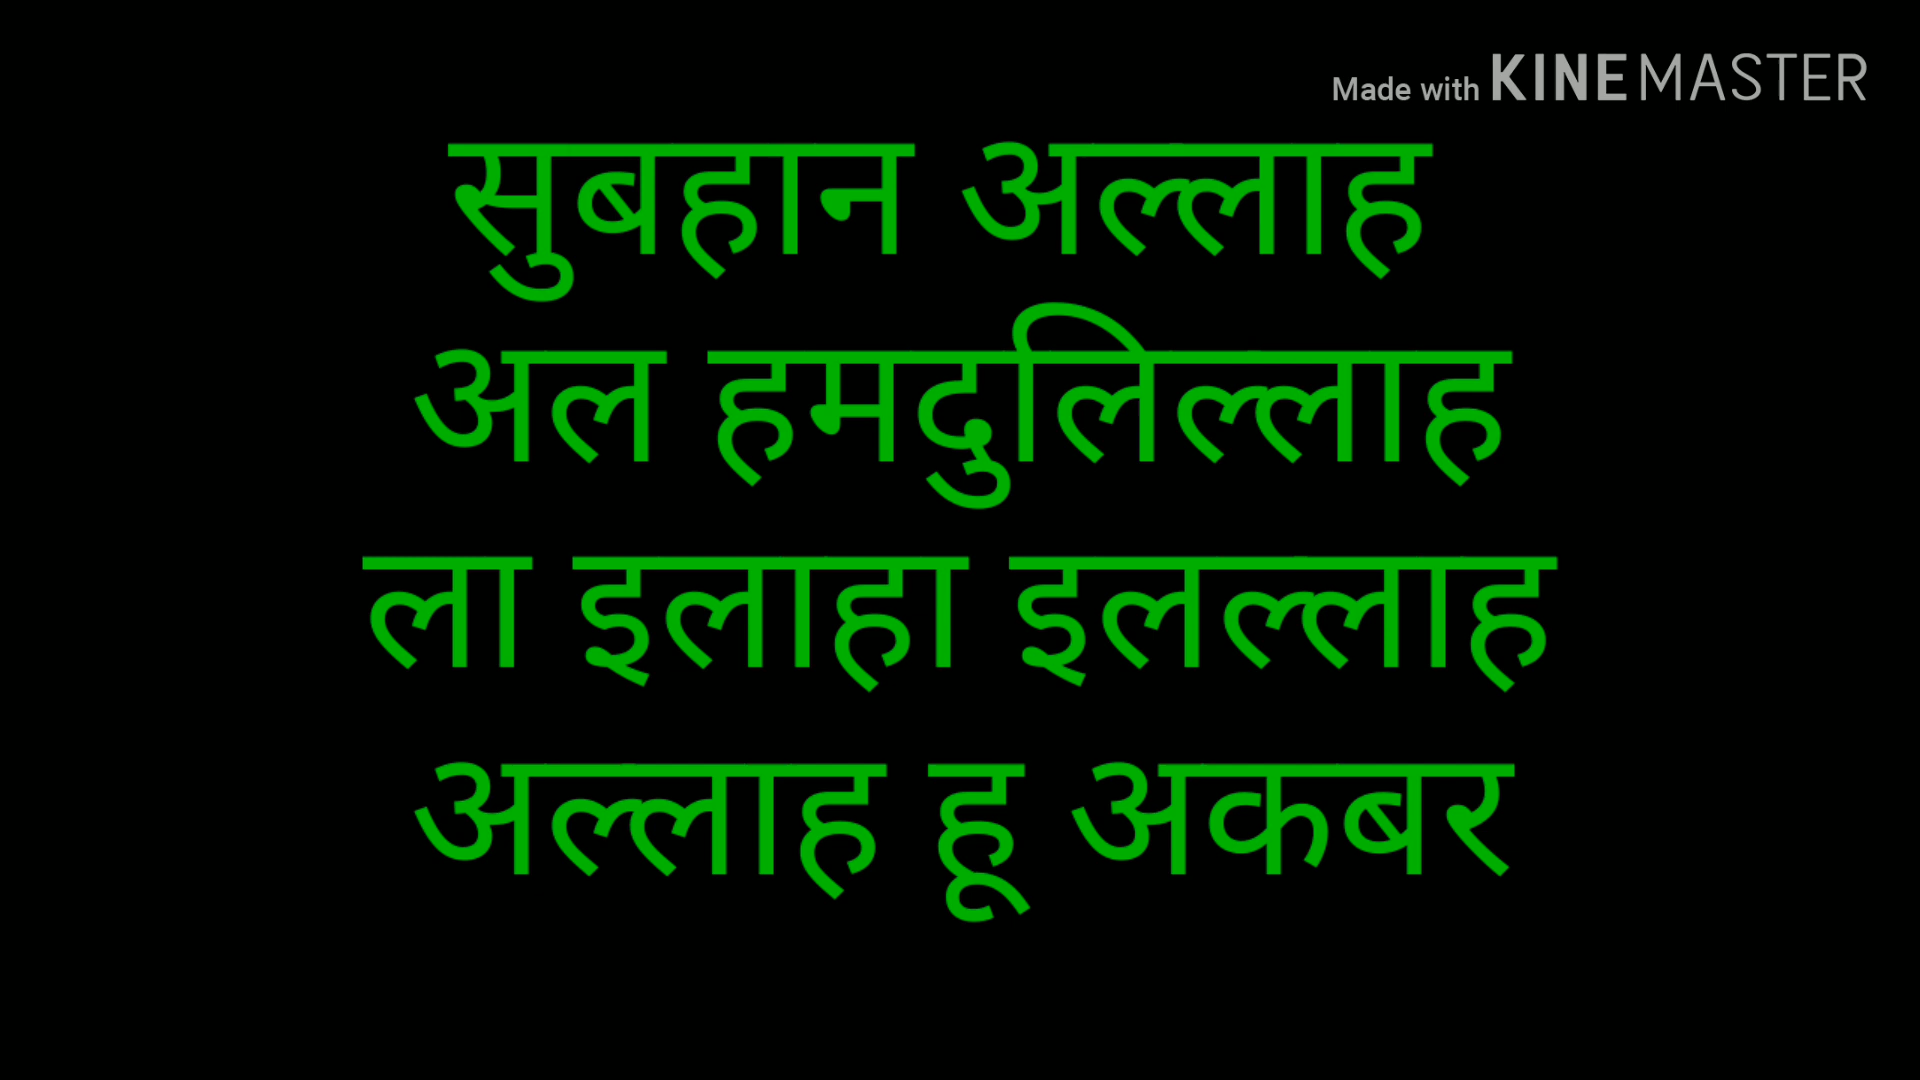 Made with KINEMASTER
सुबहान अल्लाह
अल हमदुलिल्लाह
ला इलाहा इलल्लाह
अल्लाह हू अकबर